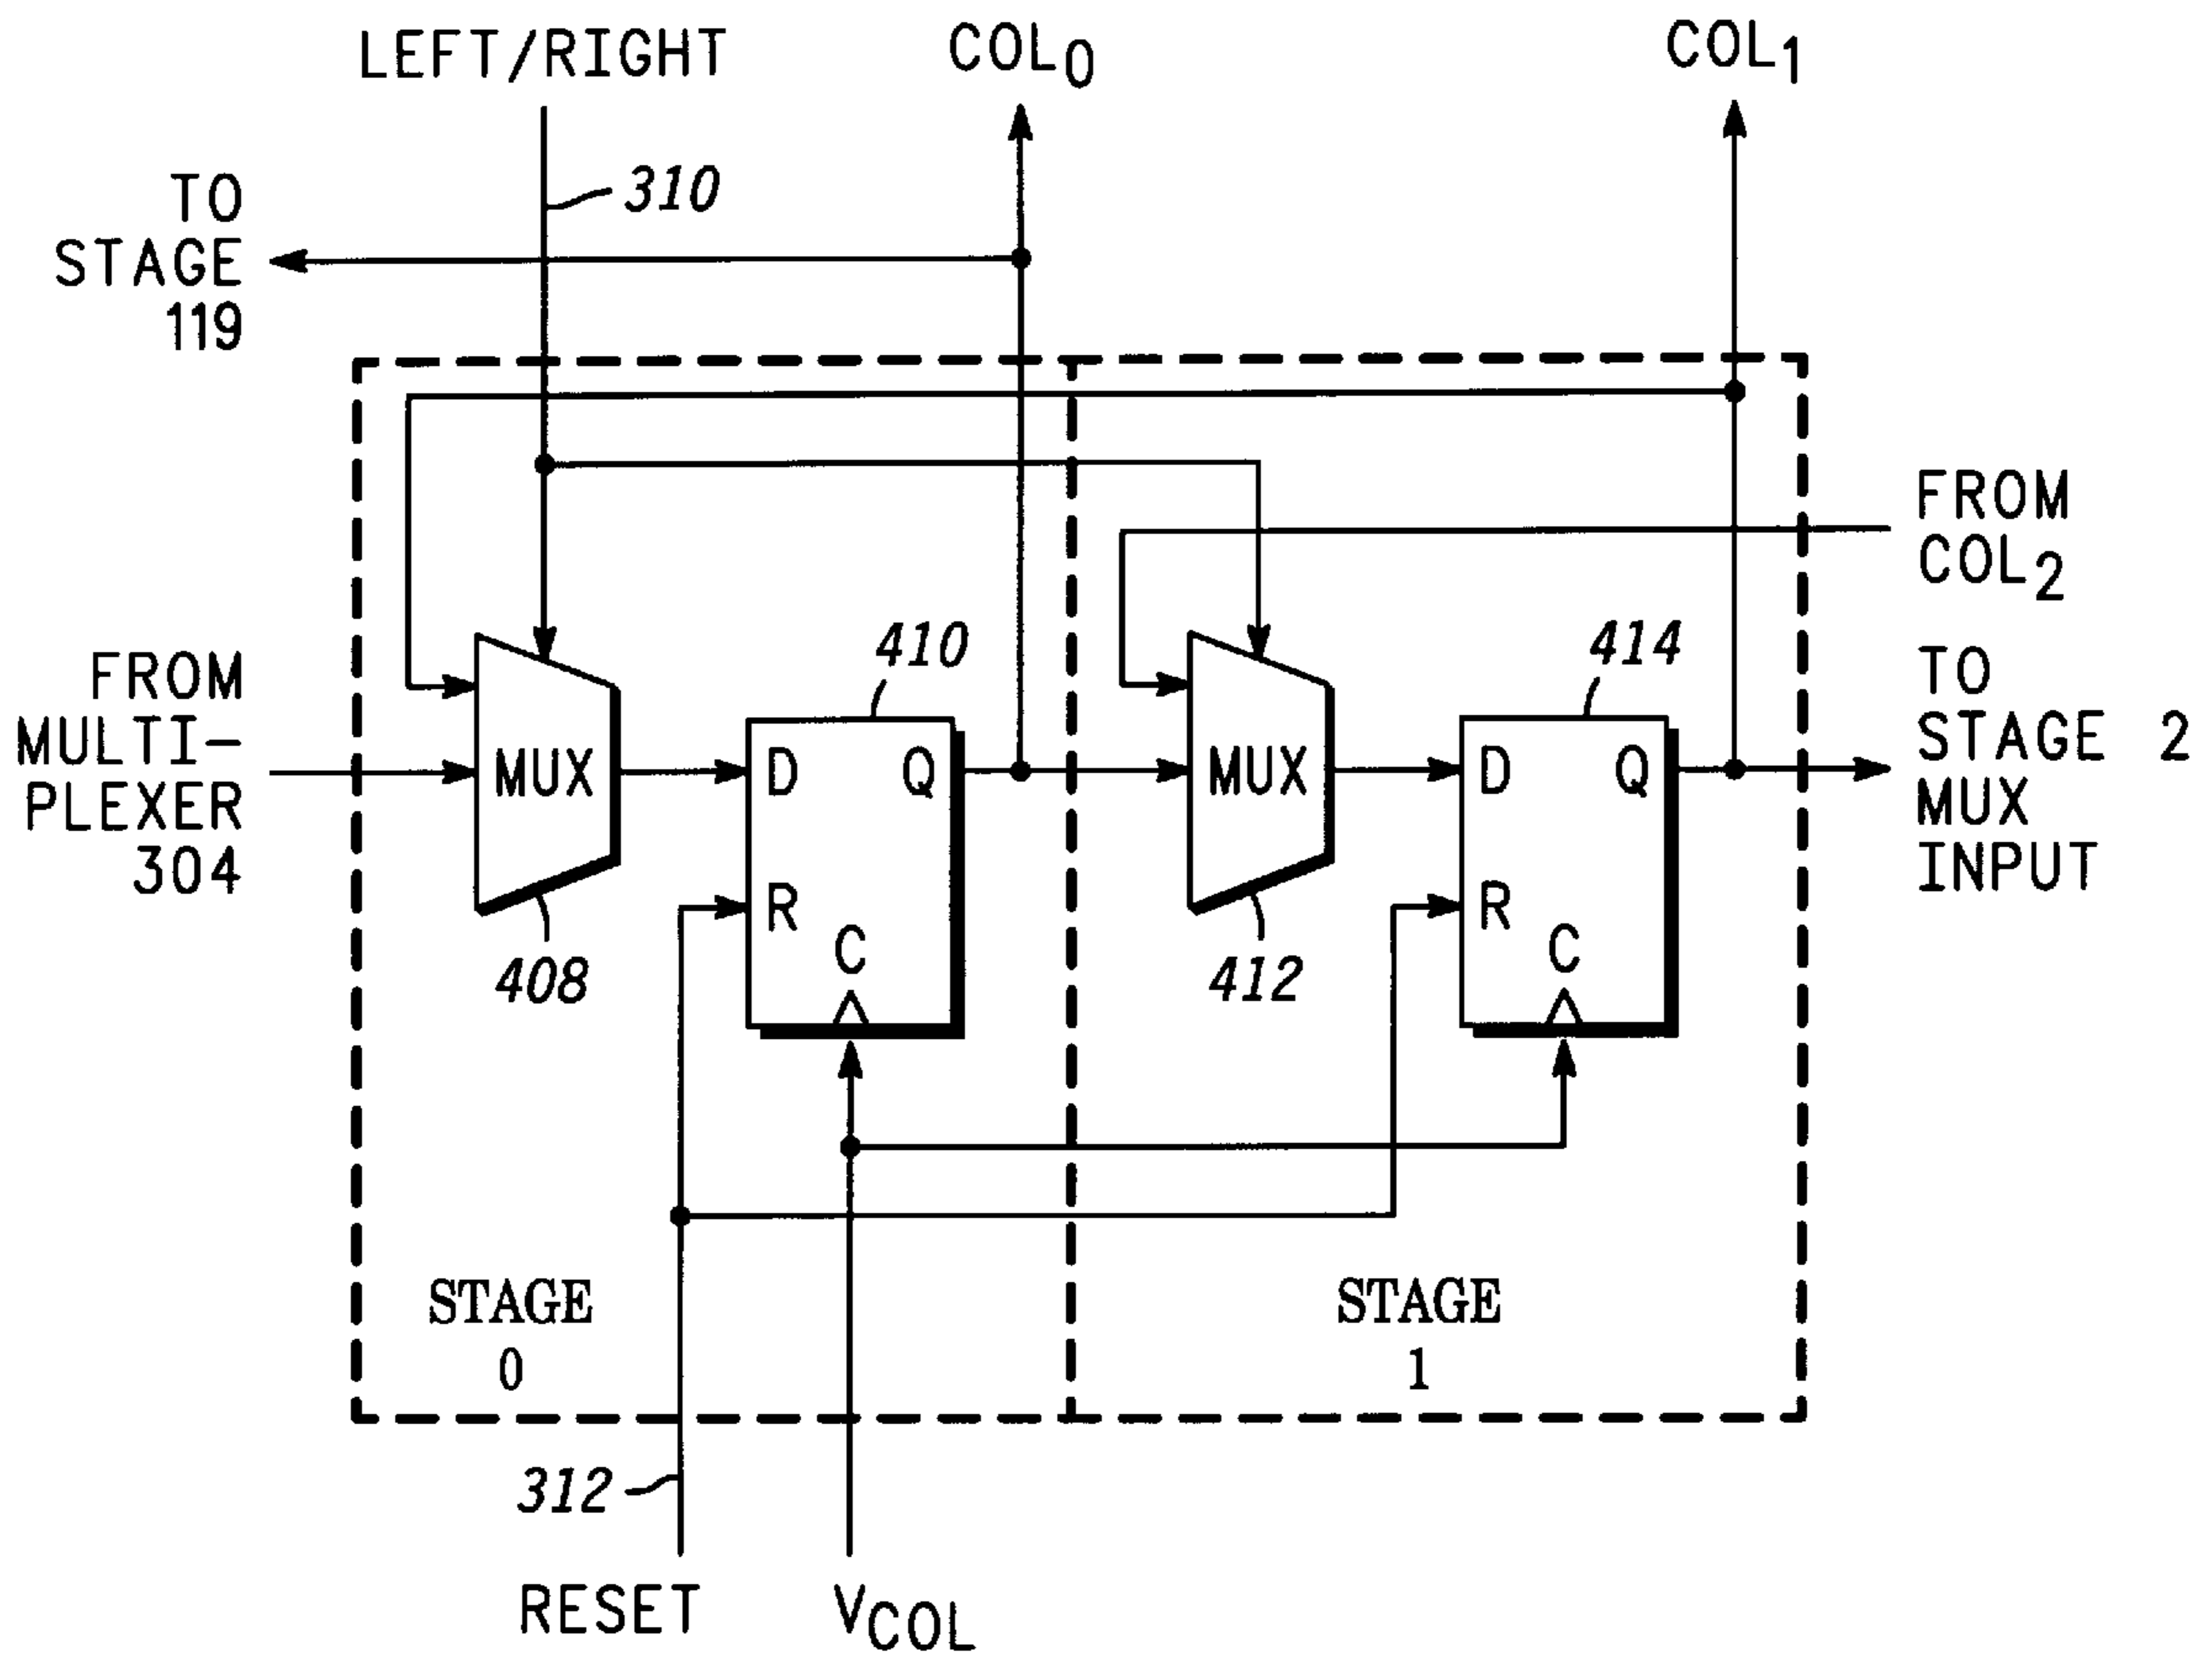 LEFT/RIGHT
COL0
COL1
310
TO
STAGE
119
FROM
COL2
410
414
FROM
MULTI-
PLEXER
304
TO
STAGE 2
MUX
INPUT
MUX
D
Q
R
C
MUX
D
Q
R
C
408
412
STAGE
0
STAGE
1
312
RESET
VCOL